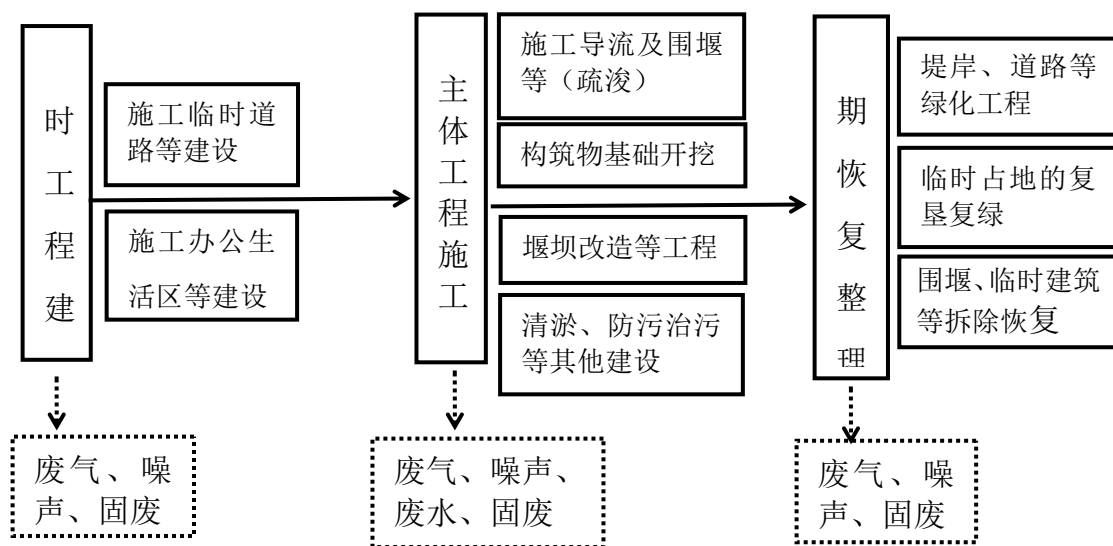 时工程建
施工临时道
路等建设
施工办公生
活区等建设
废气、噪
声、固废
主体工程施工
施工导流及围堰
等（疏浚）
构筑物基础开挖
堰坝改造等工程
清淤、防污治污
等其他建设
废气、噪声、
废水、固废
期恢复整理
堤岸、道路等
绿化工程
临时占地的复
垦复绿
围堰、临时建筑
等拆除恢复
废气、噪
声、固废